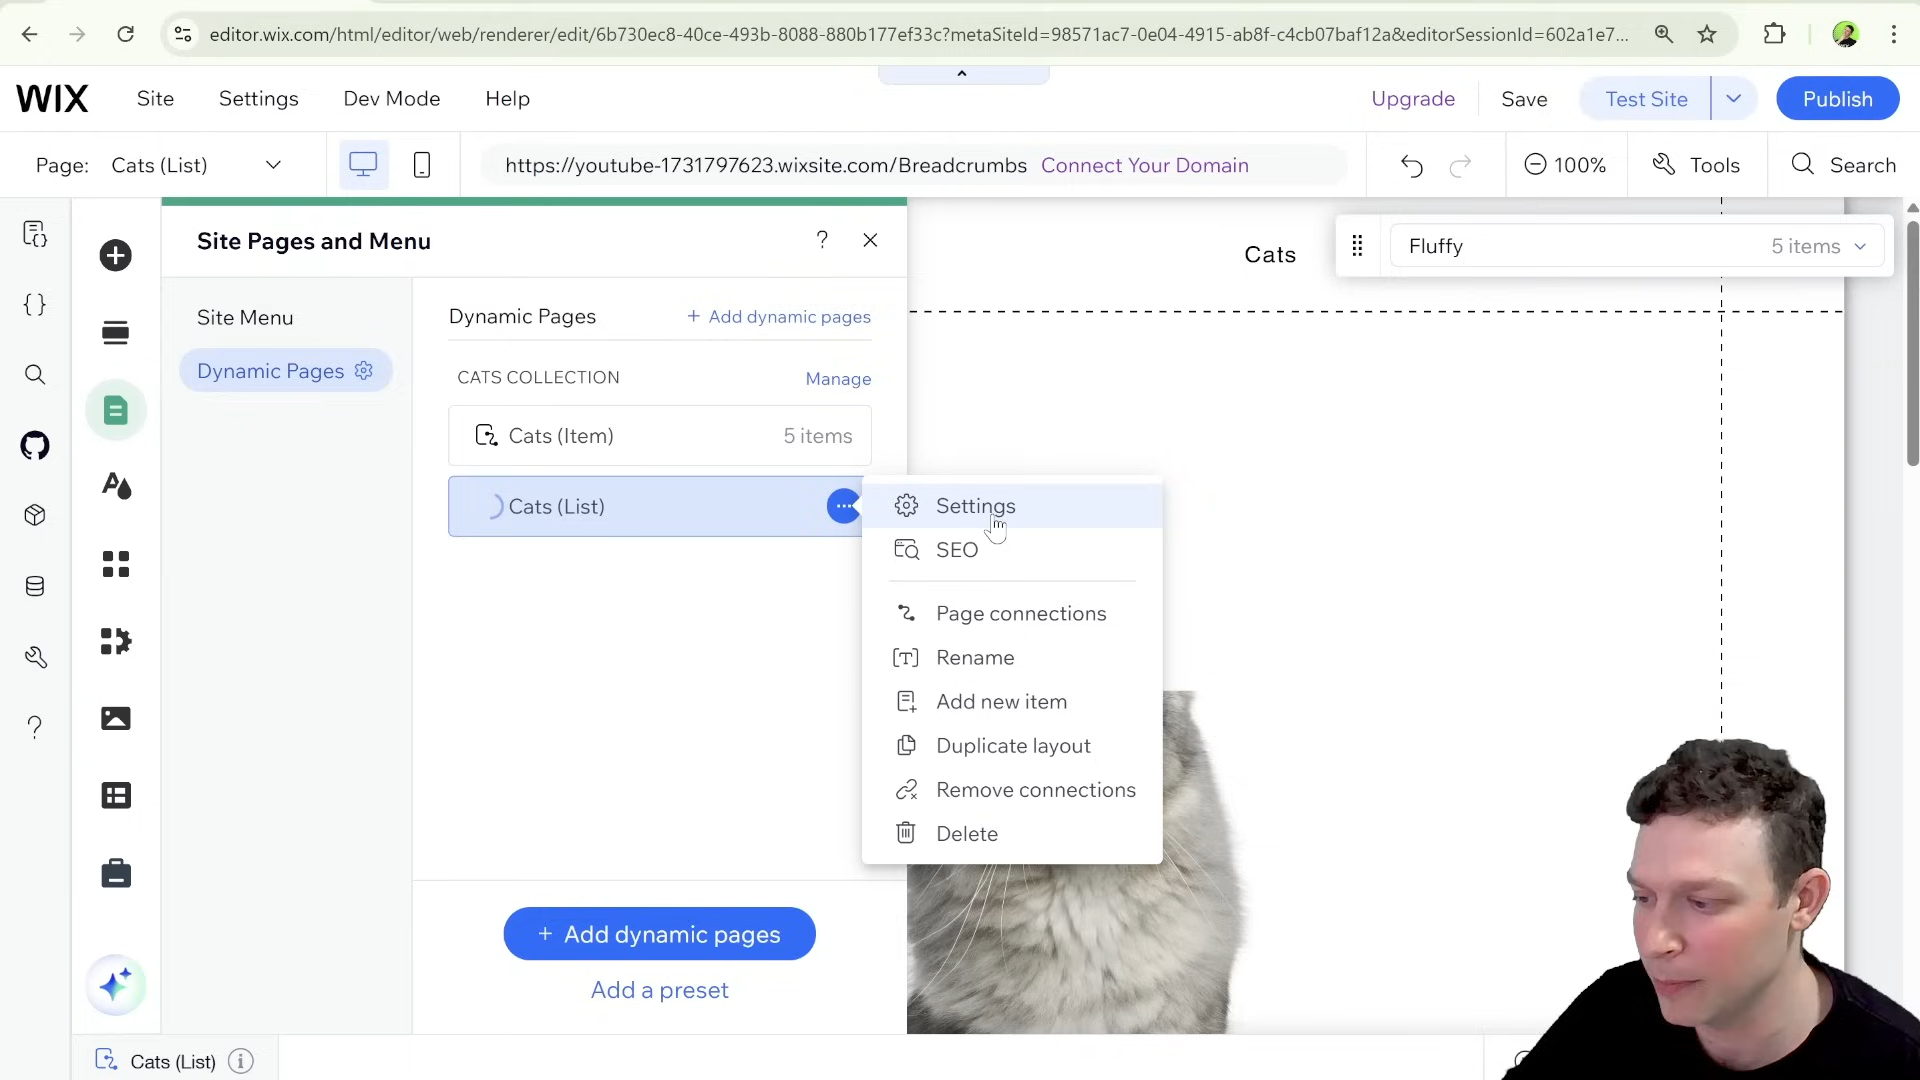 editor.wix.com/html/editor/web/renderer/edit/6b730ec8-40ce-493b-8088-880b177ef33c?metaSiteId=98571ac7-0e04-4915-ab8f-c4cb07baf12a&editorSessionId=602a1e7...
WIX Site Settings Dev Mode Help Upgrade Save Test Site Publish
Page: Cats (List) https://youtube-1731797623.wixsite.com/Breadcrumbs Connect Your Domain 100% Tools Search
Site Pages and Menu ?
Cats
Fluffy 5 items
Site Menu
Dynamic Pages
Dynamic Pages + Add dynamic pages
CATS COLLECTION Manage
Cats (Item) 5 items
Cats (List)
Settings
SEO
Page connections
Rename
Add new item
Duplicate layout
Remove connections
Delete
+ Add dynamic pages
Add a preset
Cats (List)